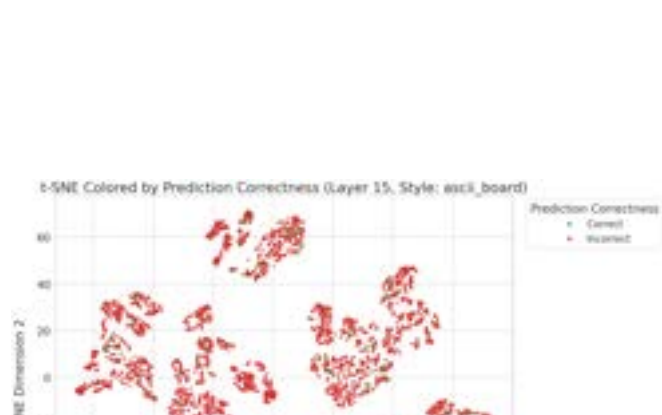 t-SNE Colored by Prediction Correctness (Layer 15, Style: ascii_board)
Prediction Correctness
Correct
Incorrect
60
40
20
0
NE Dimension 2